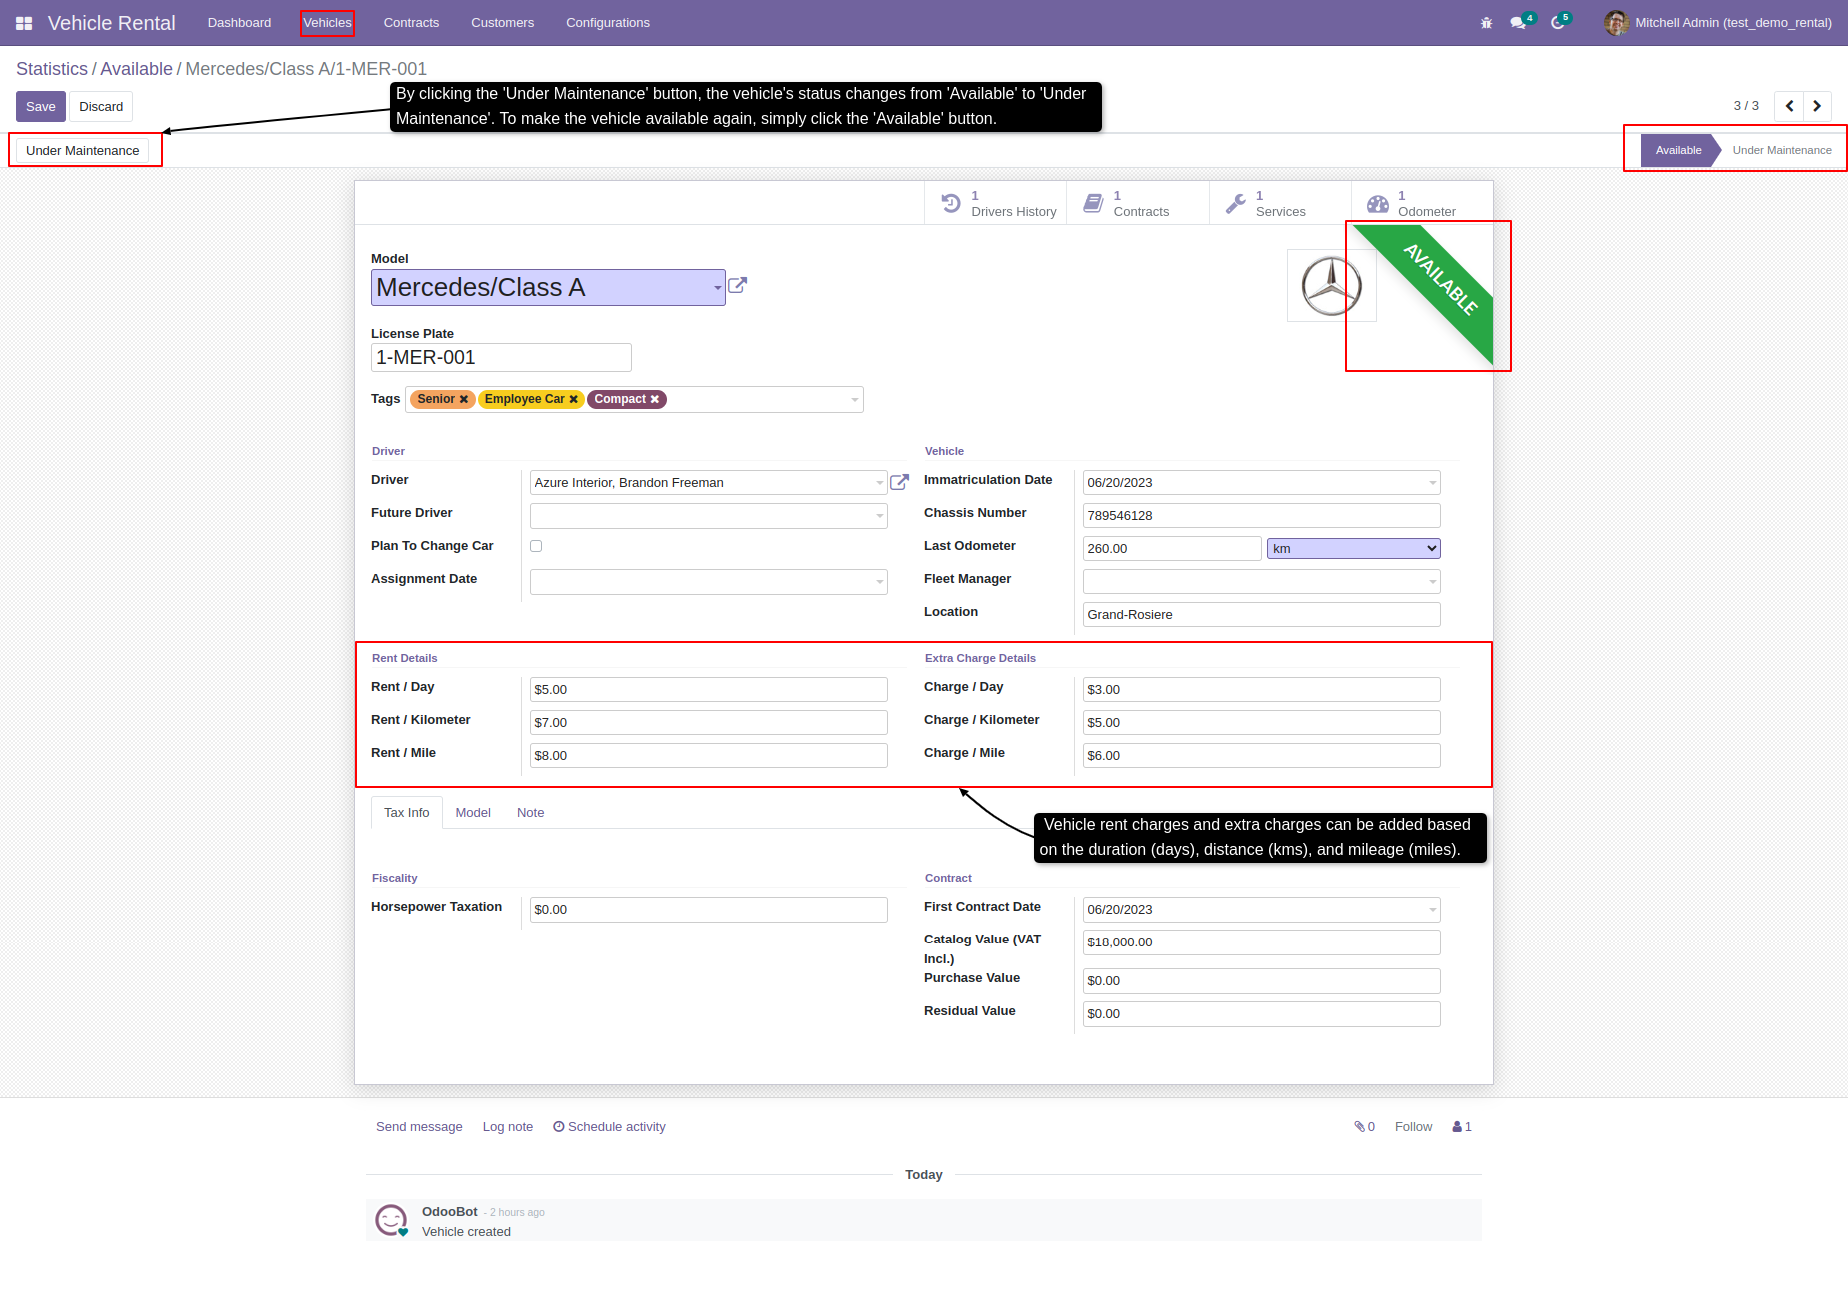 Vehicle Rental Dashboard Vehicles Contracts Customers Configurations 4 5 Mitchell Admin (test_demo_rental)
Statistics / Available / Mercedes/Class A/1-MER-001
By clicking the 'Under Maintenance' button, the vehicle's status changes from 'Available' to 'Under
Maintenance'. To make the vehicle available again, simply click the 'Available' button.
Save Discard 3 / 3
Under Maintenance Available Under Maintenance
1 Drivers History
1 Contracts
1 Services
1 Odometer
AVAILABLE
Model
Mercedes/Class A
License Plate
1-MER-001
Tags Senior ✖ Employee Car ✖ Compact ✖
Driver
Driver Azure Interior, Brandon Freeman
Future Driver
Plan To Change Car
Assignment Date
Vehicle
Immatriculation Date 06/20/2023
Chassis Number 789546128
Last Odometer 260.00 km
Fleet Manager
Location Grand-Rosiere
Rent Details
Rent / Day $5.00
Rent / Kilometer $7.00
Rent / Mile $8.00
Extra Charge Details
Charge / Day $3.00
Charge / Kilometer $5.00
Charge / Mile $6.00
Tax Info Model Note
Vehicle rent charges and extra charges can be added based
on the duration (days), distance (kms), and mileage (miles).
Fiscality
Horsepower Taxation $0.00
Contract
First Contract Date 06/20/2023
Catalog Value (VAT $18,000.00
Incl.)
Purchase Value $0.00
Residual Value $0.00
Send message Log note Schedule activity 0 Follow 1
Today
OdooBot - 2 hours ago
Vehicle created